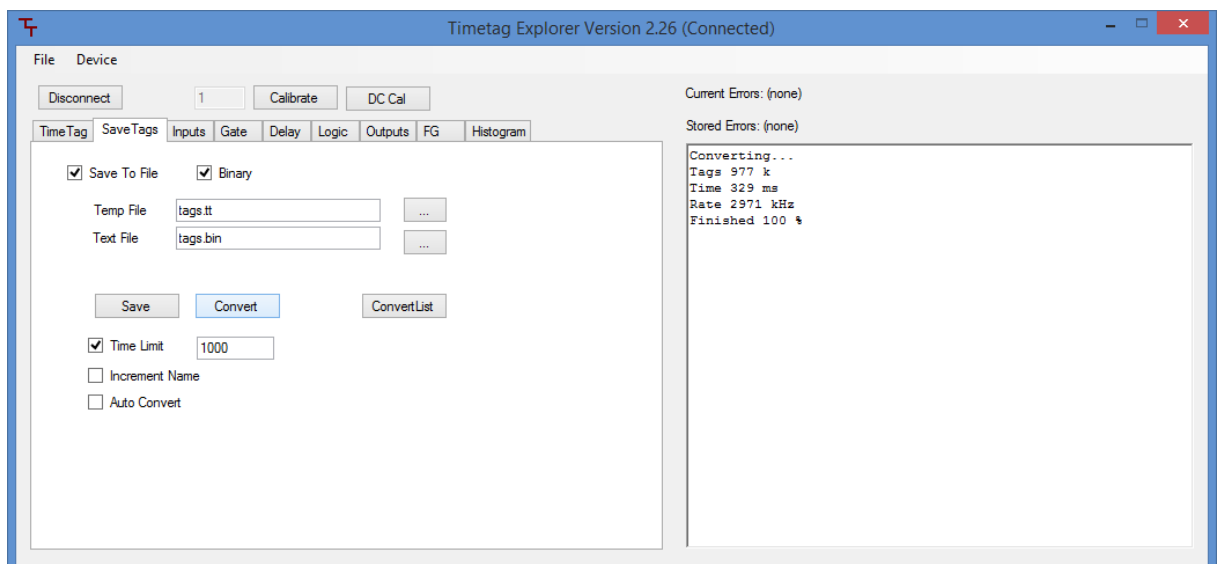 Timetag Explorer Version 2.26 (Connected)
File Device
Disconnect 1 Calibrate DC Cal
TimeTag SaveTags Inputs Gate Delay Logic Outputs FG Histogram
Save To File Binary
Temp File tags.tt ...
Text File tags.bin ...
Save Convert ConvertList
Time Limit 1000
Increment Name
Auto Convert
Current Errors: (none)
Stored Errors: (none)
Converting...
Tags 977 k
Time 329 ms
Rate 2971 kHz
Finished 100 %